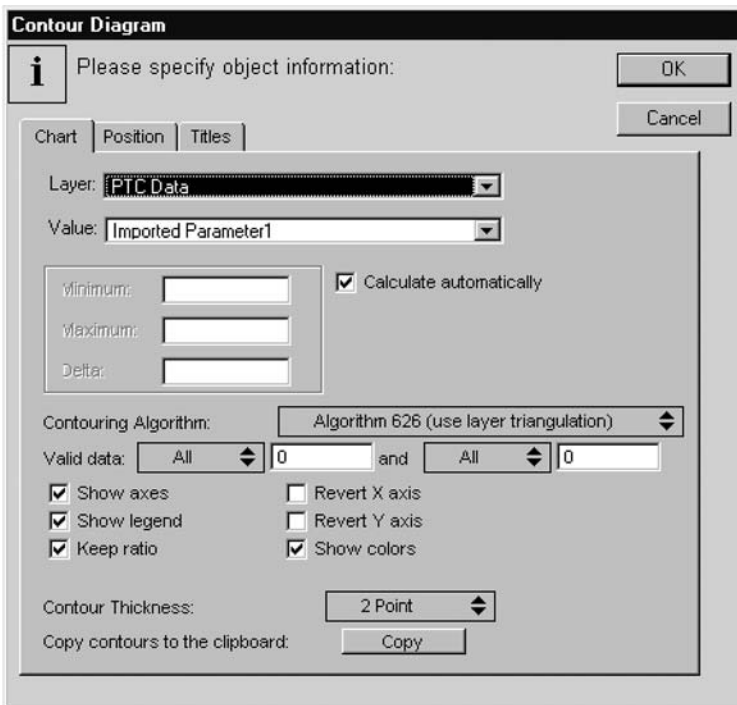 Contour Diagram
i Please specify object information:
OK
Cancel
Chart Position Titles
Layer: PTC Data
Value: Imported Parameter1
Minimum:
Calculate automatically
Maximum:
Delta:
Contouring Algorithm: Algorithm 626 (use layer triangulation)
Valid data: All 0 and All 0
Show axes Revert X axis
Show legend Revert Y axis
Keep ratio Show colors
Contour Thickness: 2 Point
Copy contours to the clipboard: Copy